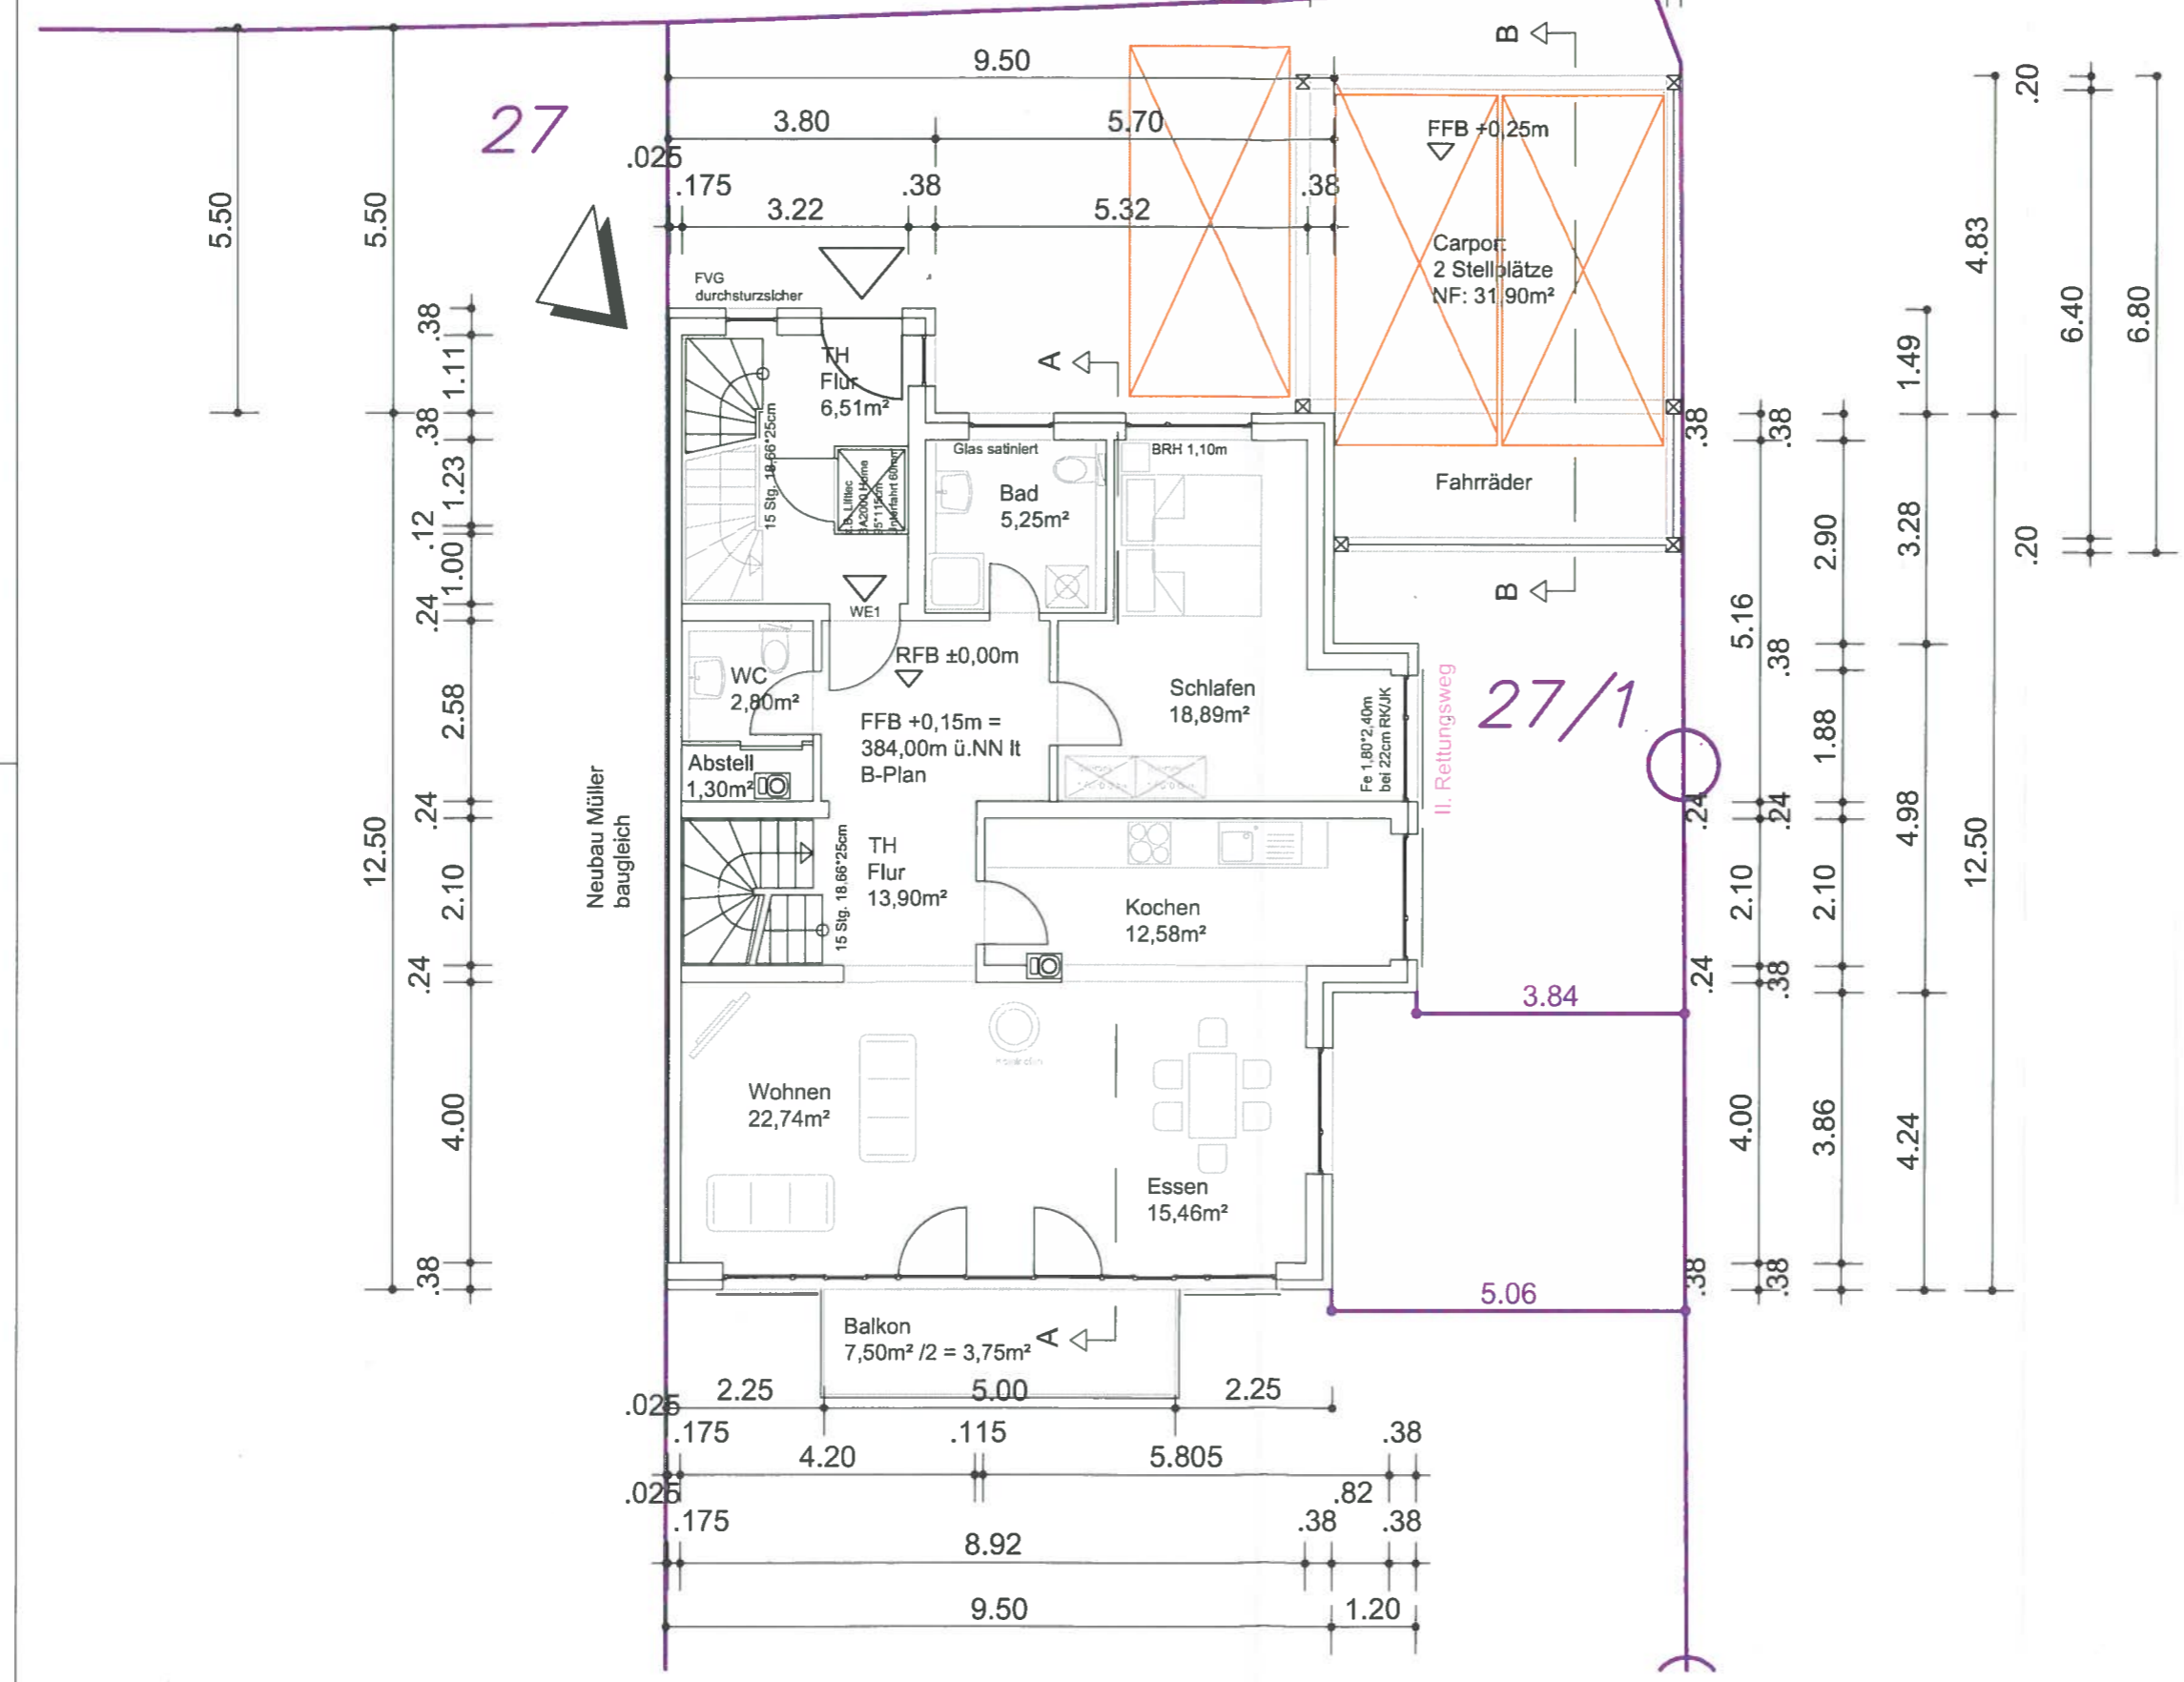 B
9.50
.20
27
3.80
5.70
FFB +0,25m
.025
.175
.38
.38
5.50
5.50
3.22
5.32
4.83
Carport
2 Stellplätze
NF: 31,90m²
6.40
6.80
FVG
durchsturzsicher
.38
1.11
TH
Flur
6,51m²
A
1.49
.38
.38
.38
15 Stg. 18,66*25cm
Glas satiniert
BRH 1,10m
Fahrräder
1.23
Bad
5,25m²
.12
1.00
2.90
3.28
.20
WE1
B
.24
5.16
RFB ±0,00m
.38
WC
2,80m²
Schlafen
18,89m²
Fe 1,80*2,40m
bei 22cm RK/JK
III. Rettungsweg
27/1
2.58
FFB +0,15m =
384,00m ü.NN lt
B-Plan
1.88
Abstell
1,30m²
.24
.24
.24
4.98
Neubau Müller
baugleich
12.50
12.50
15 Stg. 18,66*25cm
TH
Flur
13,90m²
2.10
2.10
2.10
Kochen
12,58m²
.24
.24
.38
3.84
Wohnen
22,74m²
4.00
4.00
3.86
4.24
Essen
15,46m²
.38
.38
.38
5.06
Balkon
7,50m² /2 = 3,75m²
A
2.25
5.00
2.25
.025
.175
.115
.38
4.20
5.805
.025
.82
.175
.38
.38
8.92
9.50
1.20